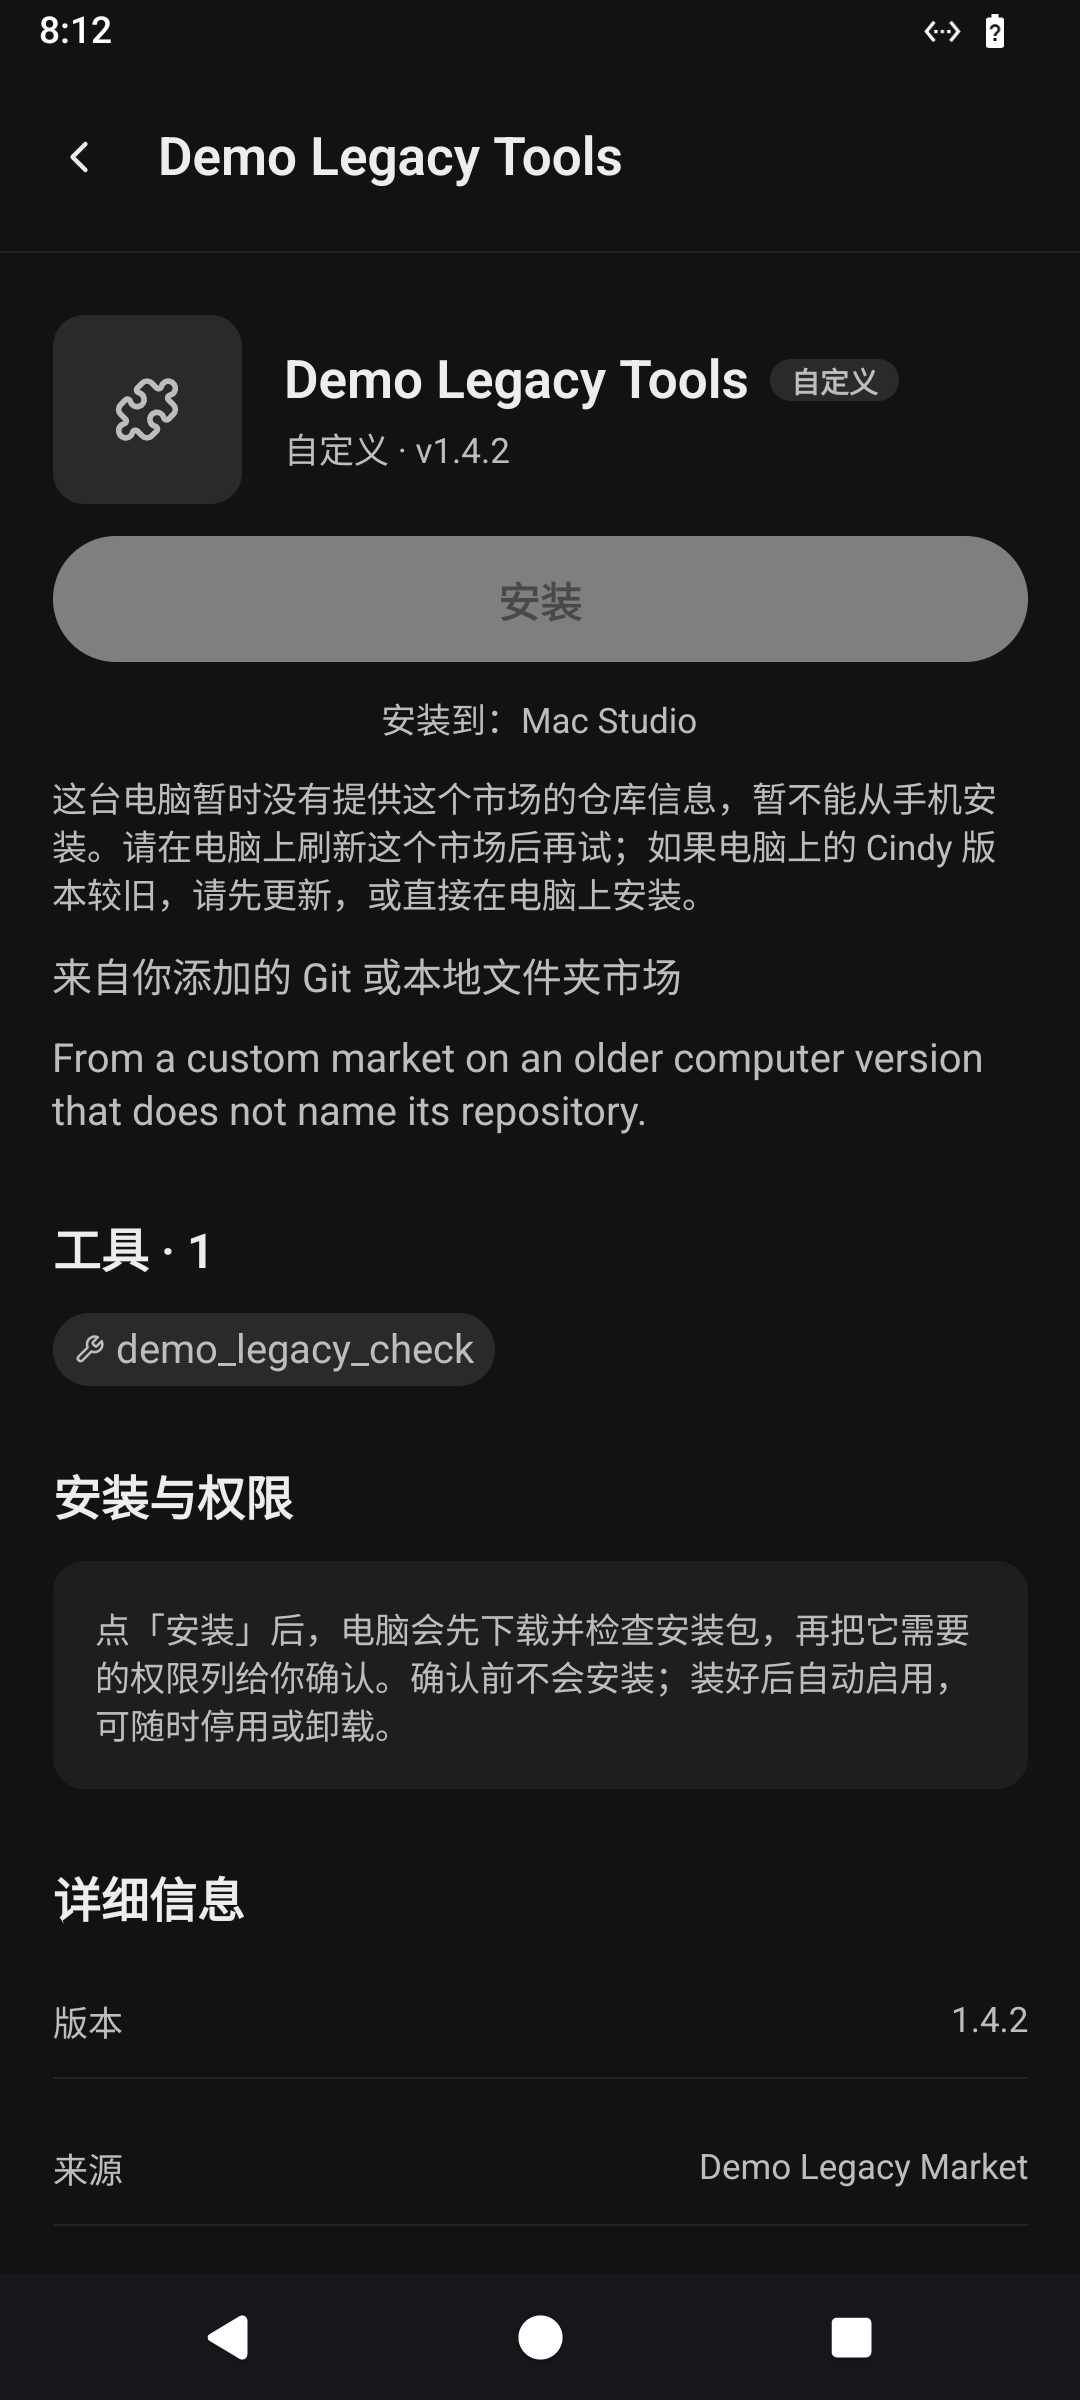 8:12
Demo Legacy Tools
Demo Legacy Tools 自定义
自定义 · v1.4.2
安装
安装到：Mac Studio
这台电脑暂时没有提供这个市场的仓库信息，暂不能从手机安
装。请在电脑上刷新这个市场后再试；如果电脑上的 Cindy 版
本较旧，请先更新，或直接在电脑上安装。
来自你添加的 Git 或本地文件夹市场
From a custom market on an older computer version
that does not name its repository.
工具 · 1
demo_legacy_check
安装与权限
点「安装」后，电脑会先下载并检查安装包，再把它需要
的权限列给你确认。确认前不会安装；装好后自动启用，
可随时停用或卸载。
详细信息
版本 1.4.2
来源 Demo Legacy Market